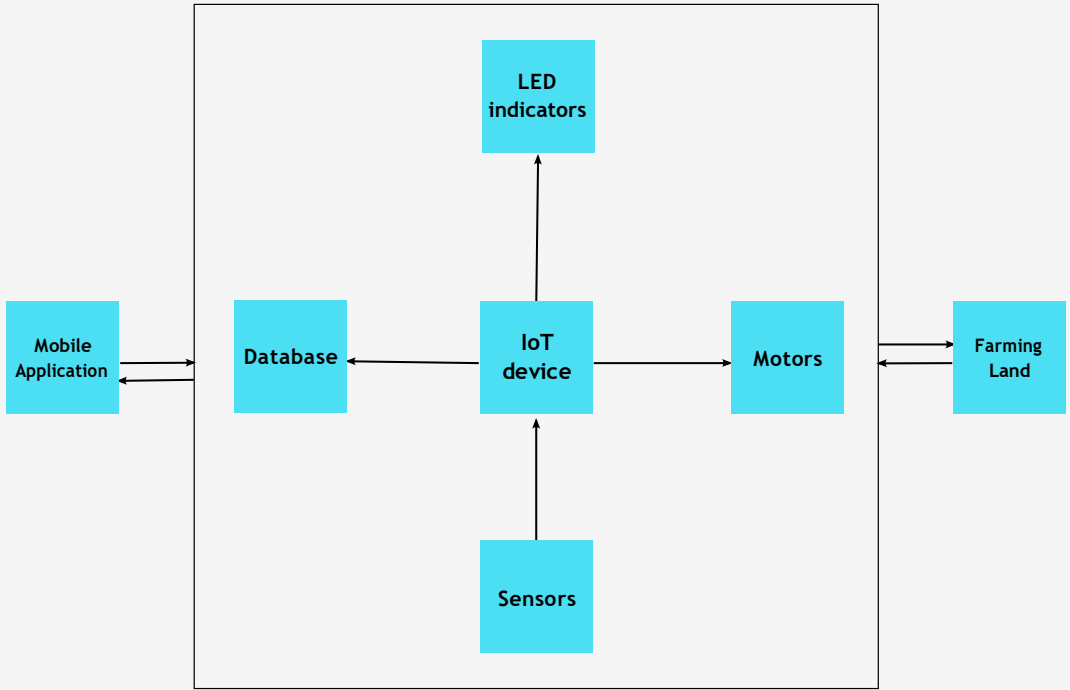 LED
indicators
Mobile
Application
Database
IoT
device
Motors
Farming
Land
Sensors